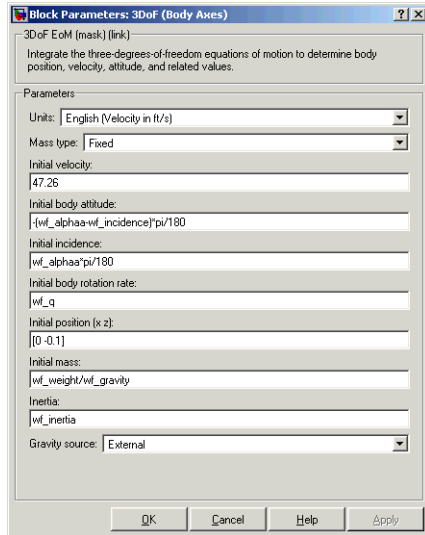 Block Parameters: 3DoF (Body Axes)
3DoF EoM (mask) (link)
Integrate the three-degrees-of-freedom equations of motion to determine body
position, velocity, attitude, and related values.
Parameters
Units: English (Velocity in ft/s)
Mass type: Fixed
Initial velocity:
47.26
Initial body attitude:
-(wf_alphaa-wf_incidence)*pi/180
Initial incidence:
wf_alphaa*pi/180
Initial body rotation rate:
wf_q
Initial position (x z):
[0 -0.1]
Initial mass:
wf_weight/wf_gravity
Inertia:
wf_inertia
Gravity source: External
OK Cancel Help Apply